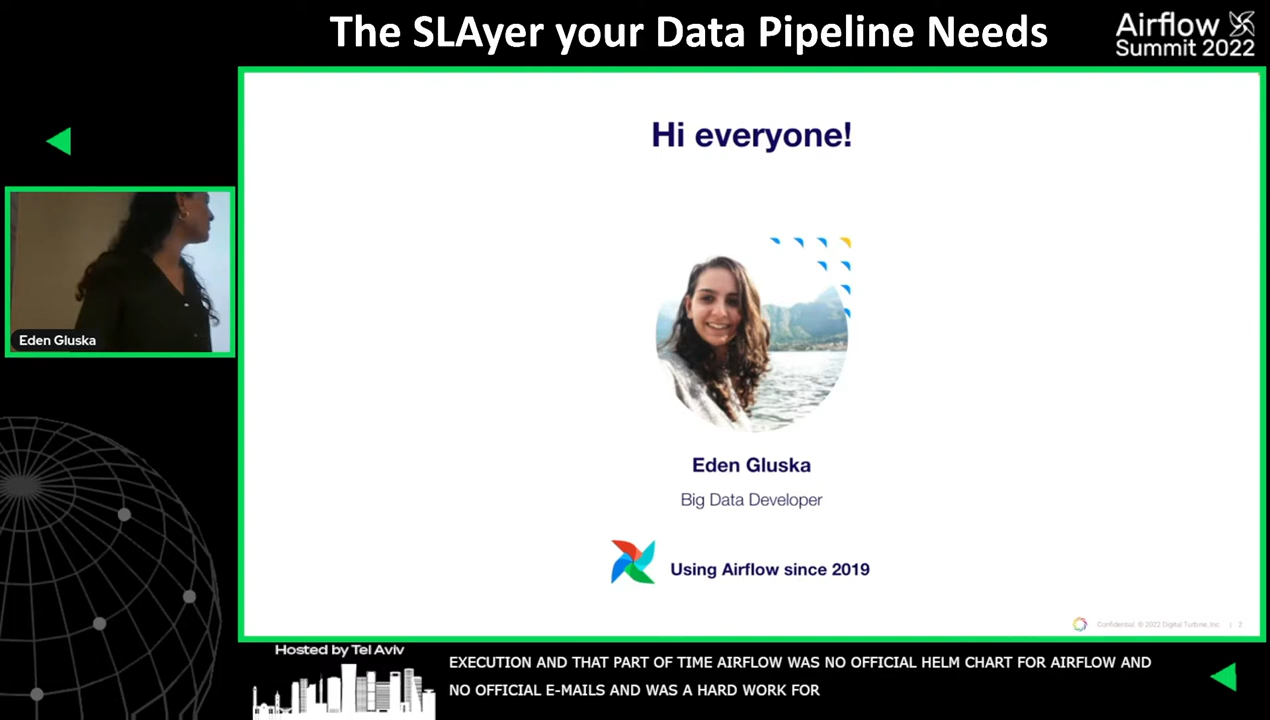 The SLAyer your Data Pipeline Needs
Airflow
Summit 2022
Hi everyone!
Eden Gluska
Eden Gluska
Big Data Developer
Using Airflow since 2019
Confidential © 2022 Digital Turbine, Inc. | 2
Hosted by Tel Aviv
EXECUTION AND THAT PART OF TIME AIRFLOW WAS NO OFFICIAL HELM CHART FOR AIRFLOW AND
NO OFFICIAL E-MAILS AND WAS A HARD WORK FOR